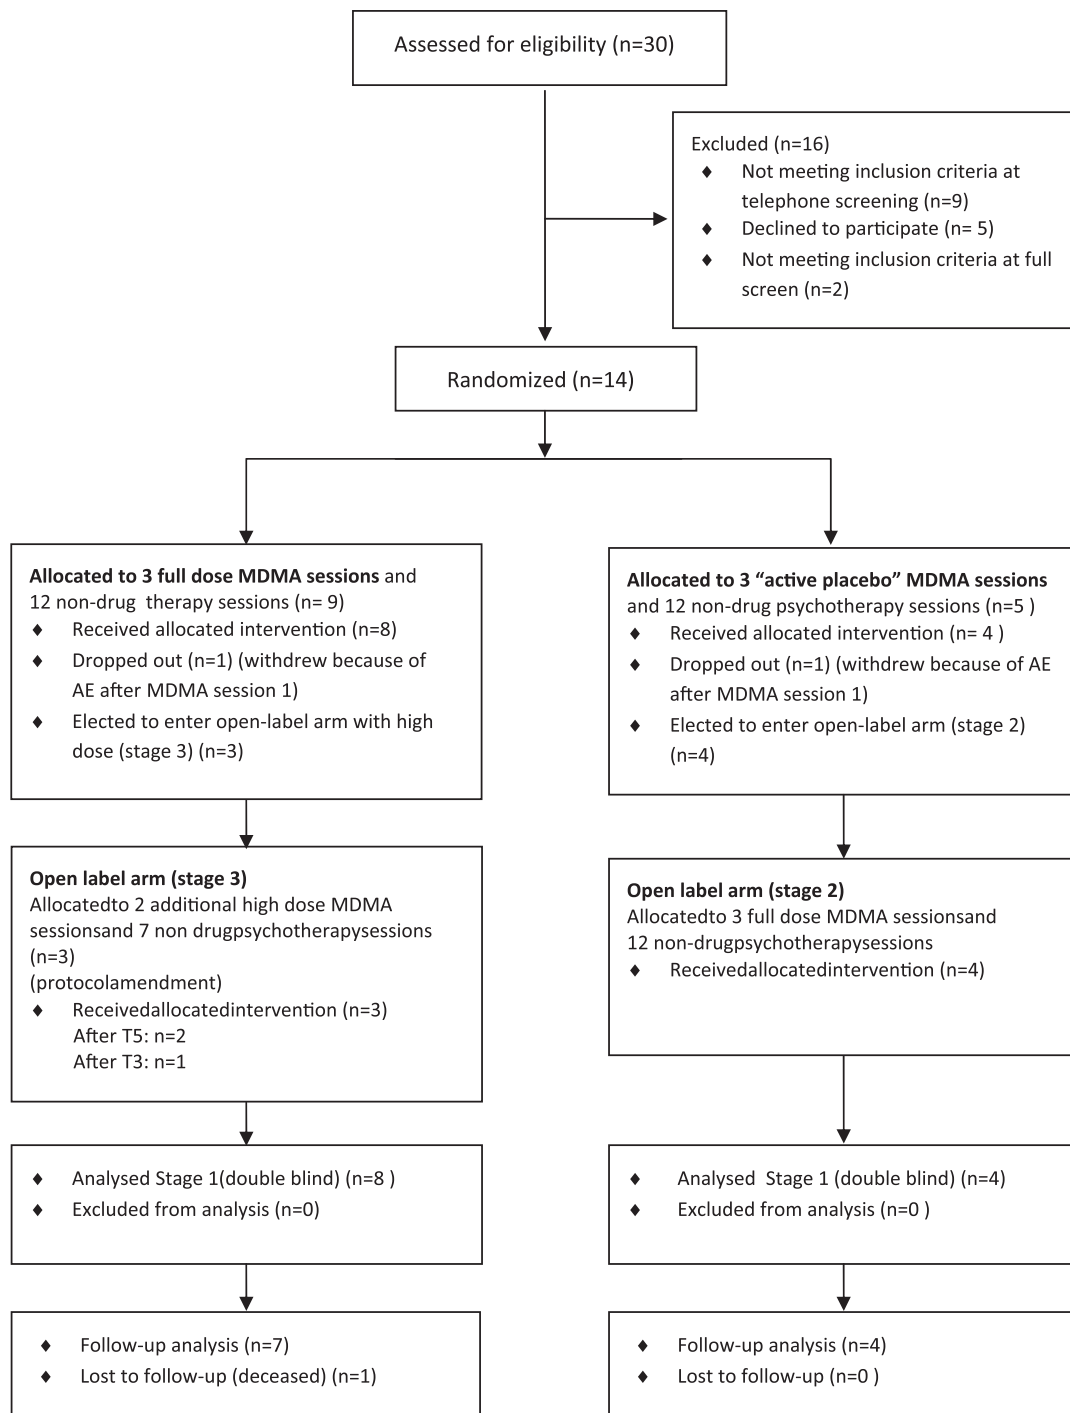 Assessed for eligibility (n=30)
Excluded (n=16)
♦ Not meeting inclusion criteria at
telephone screening (n=9)
♦ Declined to participate (n= 5)
♦ Not meeting inclusion criteria at full
screen (n=2)
Randomized (n=14)
Allocated to 3 full dose MDMA sessions and
12 non-drug therapy sessions (n= 9)
♦ Received allocated intervention (n=8)
♦ Dropped out (n=1) (withdrew because of
AE after MDMA session 1)
♦ Elected to enter open-label arm with high
dose (stage 3) (n=3)
Allocated to 3 “active placebo” MDMA sessions
and 12 non-drug psychotherapy sessions (n=5 )
♦ Received allocated intervention (n= 4 )
♦ Dropped out (n=1) (withdrew because of AE
after MDMA session 1)
♦ Elected to enter open-label arm (stage 2)
(n=4)
Open label arm (stage 3)
Allocatedto 2 additional high dose MDMA
sessionsand 7 non drugpsychotherapysessions
(n=3)
(protocolamendment)
♦ Receivedallocatedintervention (n=3)
After T5: n=2
After T3: n=1
Open label arm (stage 2)
Allocatedto 3 full dose MDMA sessionsand
12 non-drugpsychotherapysessions
♦ Receivedallocatedintervention (n=4)
♦ Analysed Stage 1(double blind) (n=8 )
♦ Excluded from analysis (n=0)
♦ Analysed Stage 1 (double blind) (n=4)
♦ Excluded from analysis (n=0 )
♦ Follow-up analysis (n=7)
♦ Lost to follow-up (deceased) (n=1)
♦ Follow-up analysis (n=4)
♦ Lost to follow-up (n=0 )